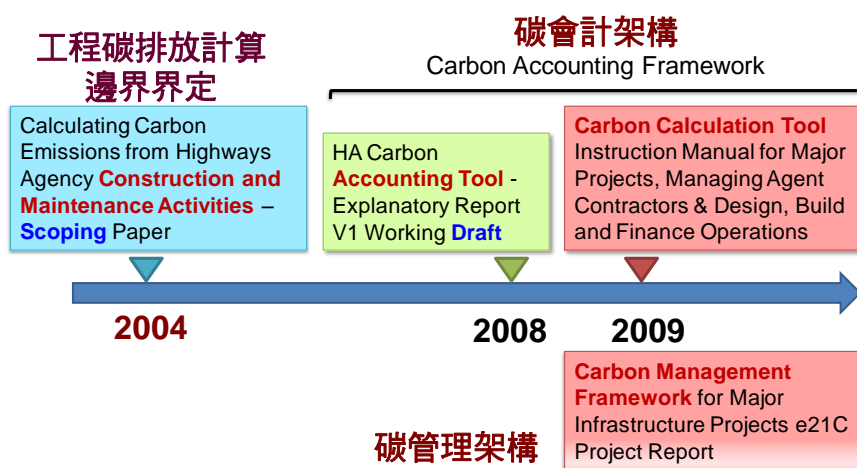 工程碳排放計算
邊界界定
碳會計架構
Carbon Accounting Framework
Calculating Carbon
Emissions from Highways
Agency Construction and
Maintenance Activities –
Scoping Paper
HA Carbon
Accounting Tool -
Explanatory Report
V1 Working Draft
Carbon Calculation Tool
Instruction Manual for Major
Projects, Managing Agent
Contractors & Design, Build
and Finance Operations
2004
2008
2009
碳管理架構
Carbon Management
Framework for Major
Infrastructure Projects e21C
Project Report